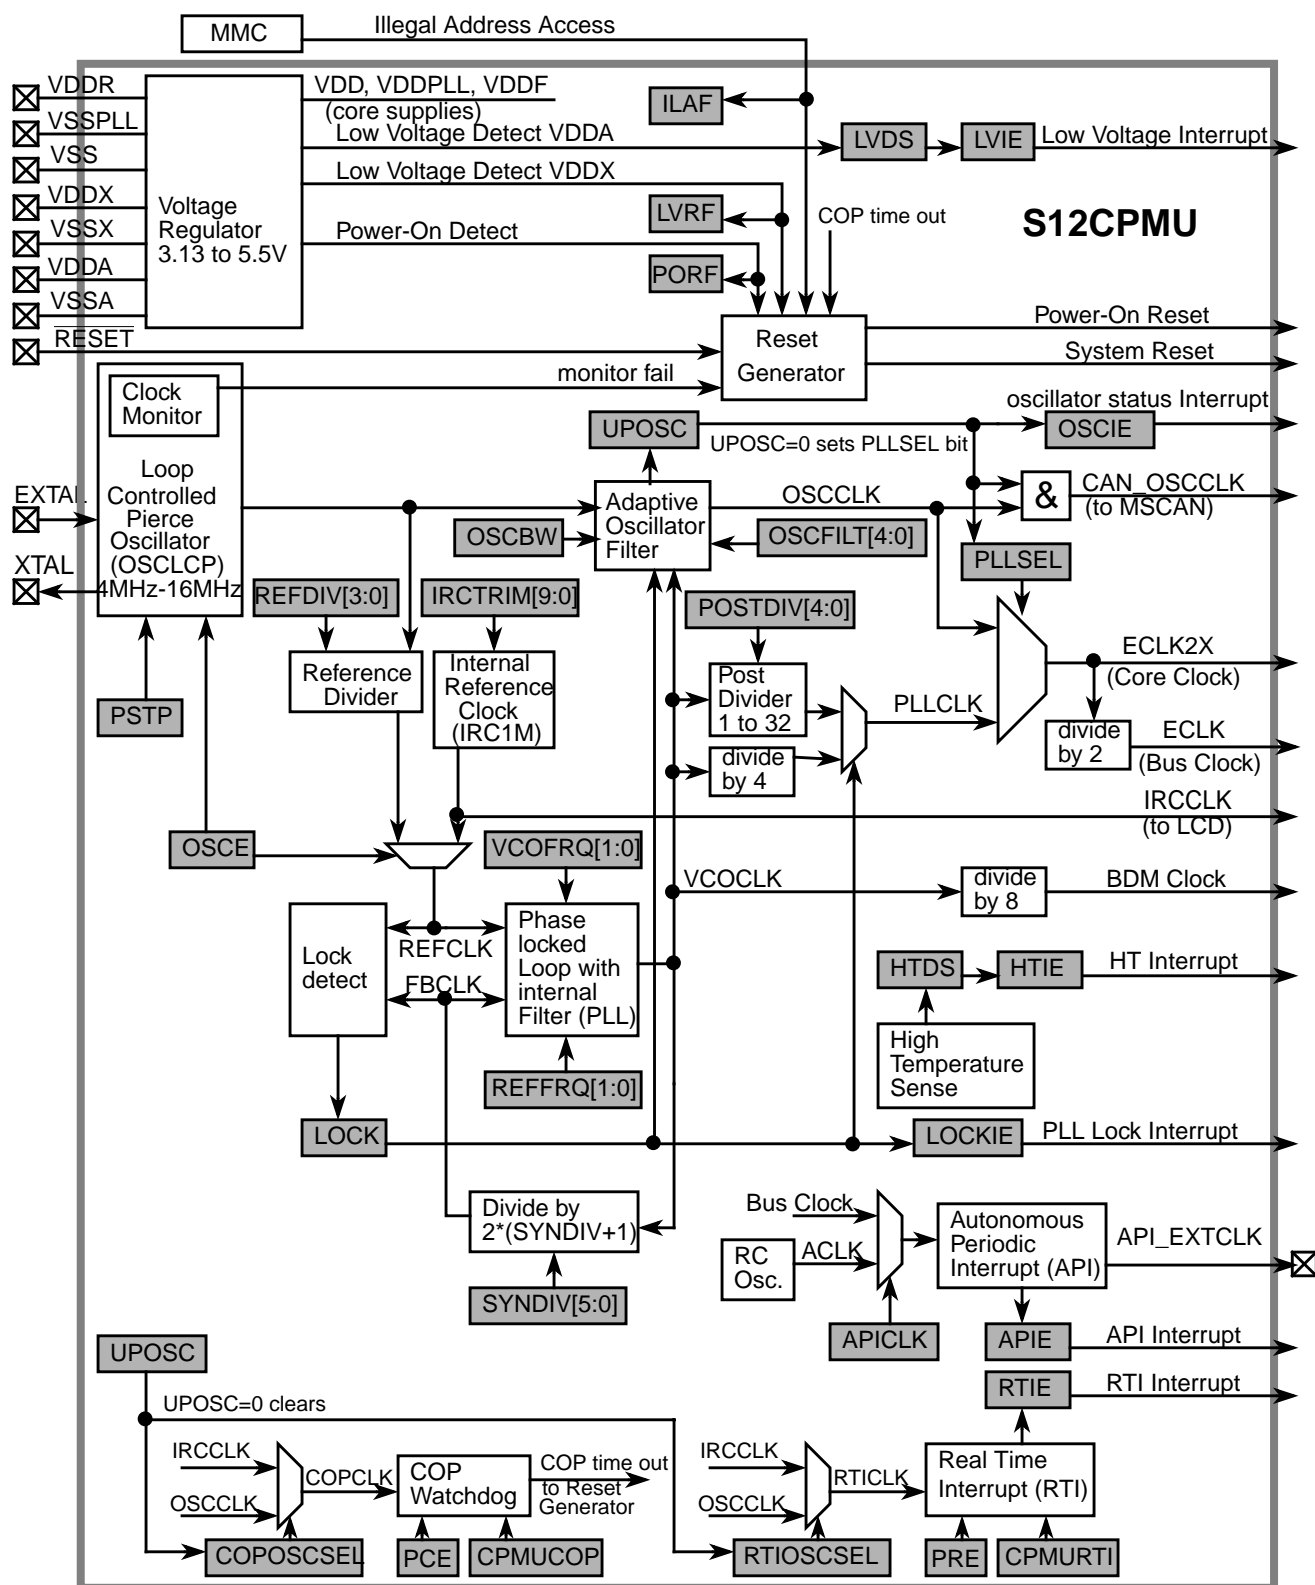 MMC
Illegal Address Access
VDDR
VSSPLL
VSS
VDDX
VSSX
VDDA
VSSA
RESET
Voltage
Regulator
3.13 to 5.5V
VDD, VDDPLL, VDDF
(core supplies)
Low Voltage Detect VDDA
Low Voltage Detect VDDX
Power-On Detect
ILAF
LVRF
PORF
LVDS
LVIE
Low Voltage Interrupt
COP time out
S12CPMU
Reset
Generator
Power-On Reset
System Reset
monitor fail
Clock
Monitor
Loop
Controlled
Pierce
Oscillator
(OSCLCP)
4MHz-16MHz
EXTAL
XTAL
UPOSC
UPOSC=0 sets PLLSEL bit
oscillator status Interrupt
OSCIE
Adaptive
Oscillator
Filter
OSCBW
OSCCLK
OSCFILT[4:0]
&
CAN_OSCCLK
(to MSCAN)
PLLSEL
REFDIV[3:0]
IRCTRIM[9:0]
POSTDIV[4:0]
Reference
Divider
Internal
Reference
Clock
(IRC1M)
Post
Divider
1 to 32
divide
by 4
PLLCLK
ECLK2X
(Core Clock)
divide
by 2
ECLK
(Bus Clock)
PSTP
OSCE
IRCCLK
(to LCD)
VCOFRQ[1:0]
VCOCLK
divide
by 8
BDM Clock
Lock
detect
REFCLK
FBCLK
Phase
locked
Loop with
internal
Filter (PLL)
REFFRQ[1:0]
HTDS
HTIE
HT Interrupt
High
Temperature
Sense
LOCK
LOCKIE
PLL Lock Interrupt
Divide by
2*(SYNDIV+1)
SYNDIV[5:0]
Bus Clock
RC
Osc.
ACLK
APICLK
Autonomous
Periodic
Interrupt (API)
API_EXTCLK
APIE
API Interrupt
RTIE
RTI Interrupt
UPOSC
UPOSC=0 clears
IRCCLK
OSCCLK
COPCLK
COP
Watchdog
COP time out
to Reset
Generator
COPOSCSEL
PCE
CPMUCOP
IRCCLK
OSCCLK
RTICLK
Real Time
Interrupt (RTI)
RTIOSCSEL
PRE
CPMURTI